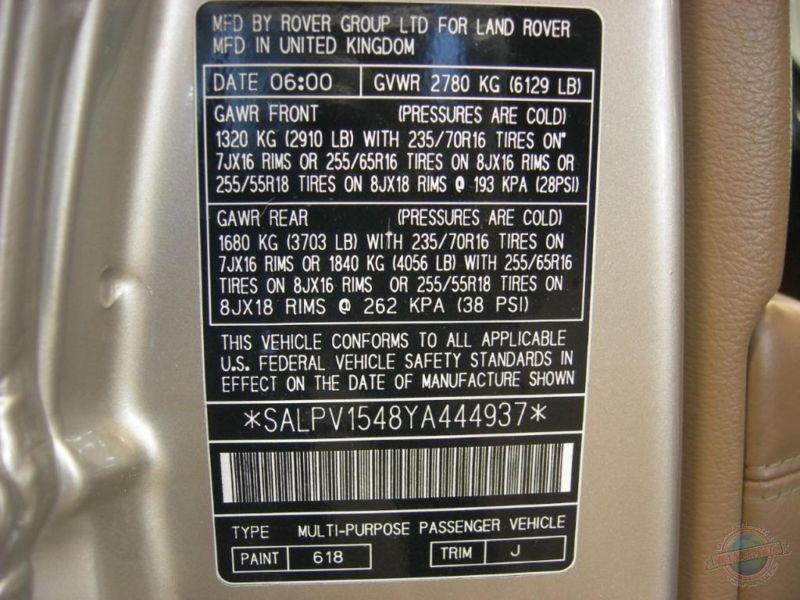 MFD BY ROVER GROUP LTD FOR LAND ROVER
MFD IN UNITED KINGDOM
DATE 06:00 GVWR 2780 KG (6129 LB)
GAWR FRONT (PRESSURES ARE COLD)
1320 KG (2910 LB) WITH 235/70R16 TIRES ON"
7JX16 RIMS OR 255/65R16 TIRES ON 8JX16 RIMS OR
255/55R18 TIRES ON 8JX18 RIMS @ 193 KPA (28PSI)
GAWR REAR (PRESSURES ARE COLD)
1680 KG (3703 LB) WITH 235/70R16 TIRES ON
7JX16 RIMS OR 1840 KG (4056 LB) WITH 255/65R16
TIRES ON 8JX16 RIMS OR 255/55R18 TIRES ON
8JX18 RIMS @ 262 KPA (38 PSI)
THIS VEHICLE CONFORMS TO ALL APPLICABLE
U.S. FEDERAL VEHICLE SAFETY STANDARDS IN
EFFECT ON THE DATE OF MANUFACTURE SHOWN
*SALPV1548YA444937*
TYPE MULTI-PURPOSE PASSENGER VEHICLE
PAINT 618 TRIM J